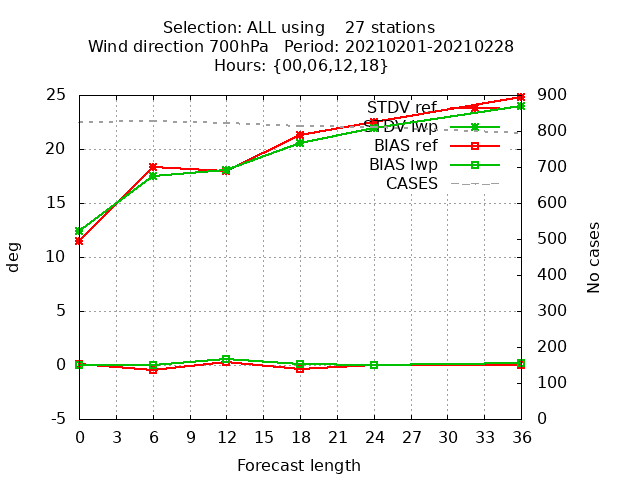 Selection: ALL using    27 stations
Wind direction 700hPa   Period: 20210201-20210228
Hours: {00,06,12,18}
25
20
15
10
5
0
-5
deg
900
800
700
600
500
400
300
200
100
0
No cases
STDV ref
STDV lwp
BIAS ref
BIAS lwp
CASES
0 3 6 9 12 15 18 21 24 27 30 33 36
Forecast length